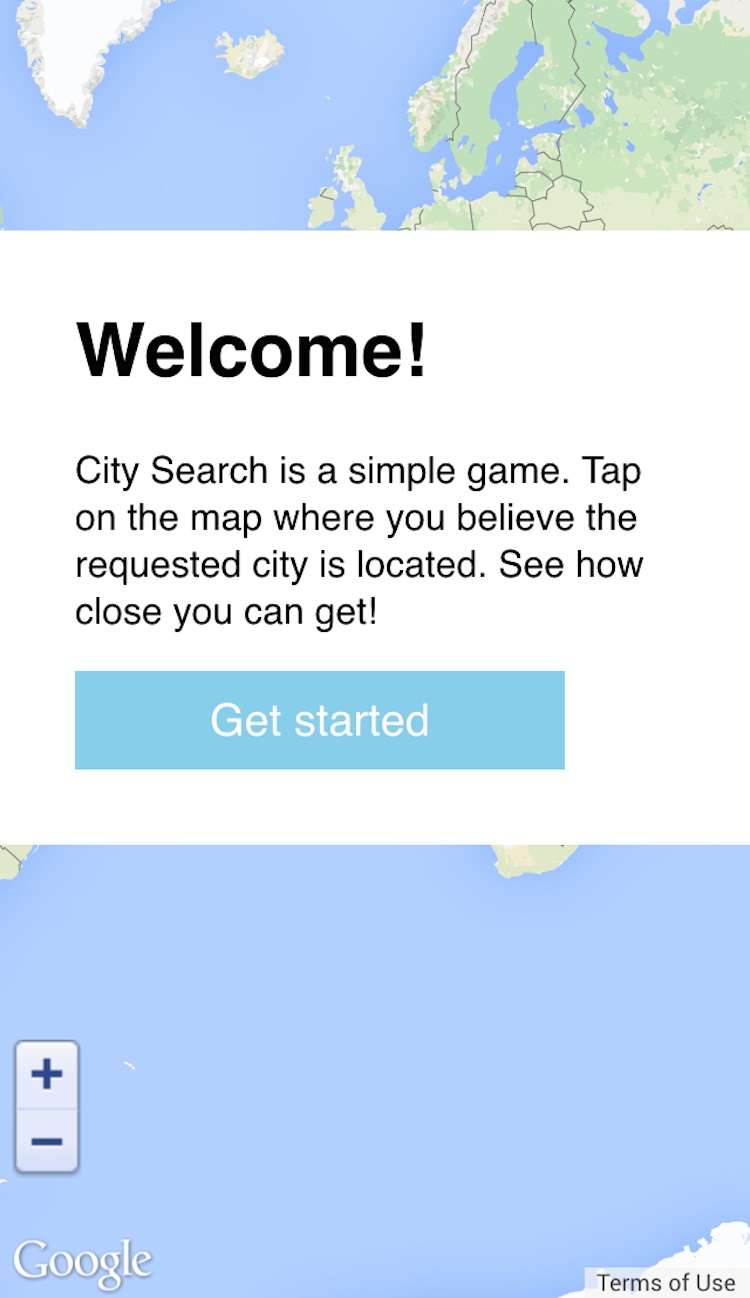 Welcome!
City Search is a simple game. Tap
on the map where you believe the
requested city is located. See how
close you can get!
Get started
+
−
Google
Terms of Use